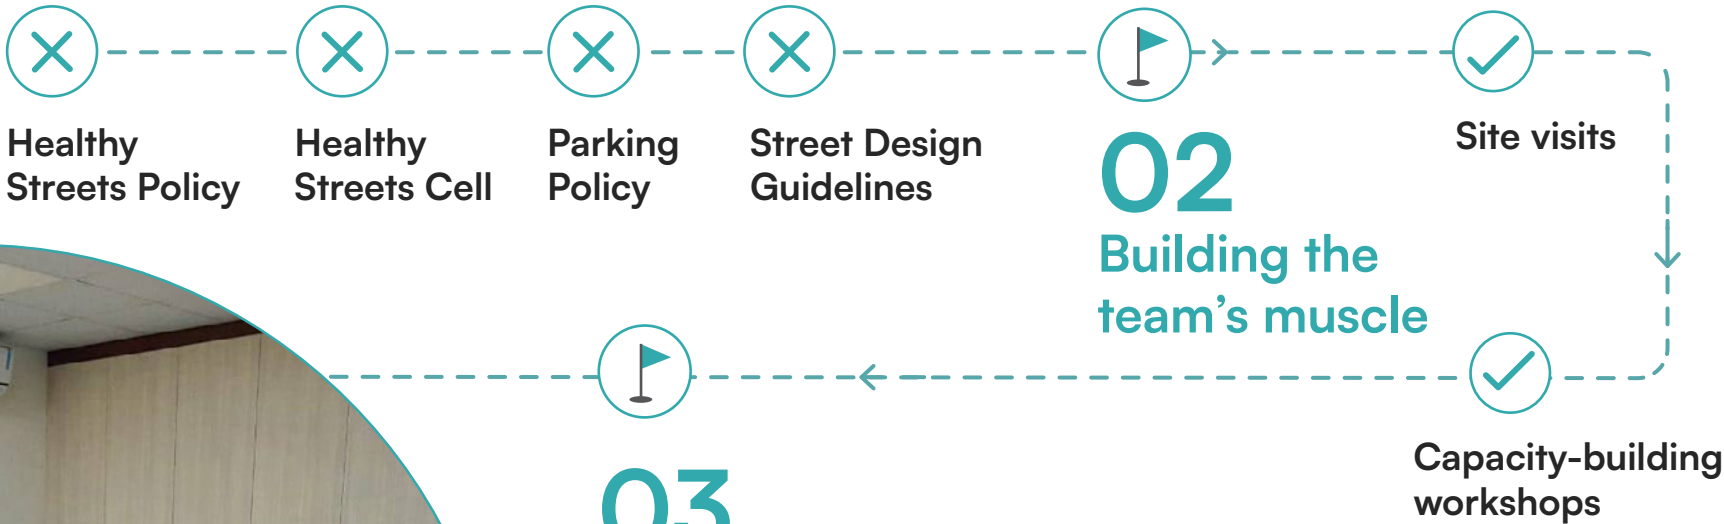 Healthy
Streets Policy
Healthy
Streets Cell
Parking
Policy
Street Design
Guidelines
02
Building the
team’s muscle
Site visits
Capacity-building
workshops
03